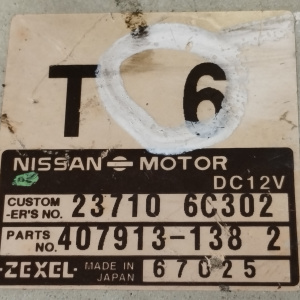 T 6
NISSAN MOTOR
DC12V
CUSTOM
-ER'S NO. 23710 6C302
PARTS
NO. 407913-138 2
-ZEXEL- MADE IN
JAPAN 67025